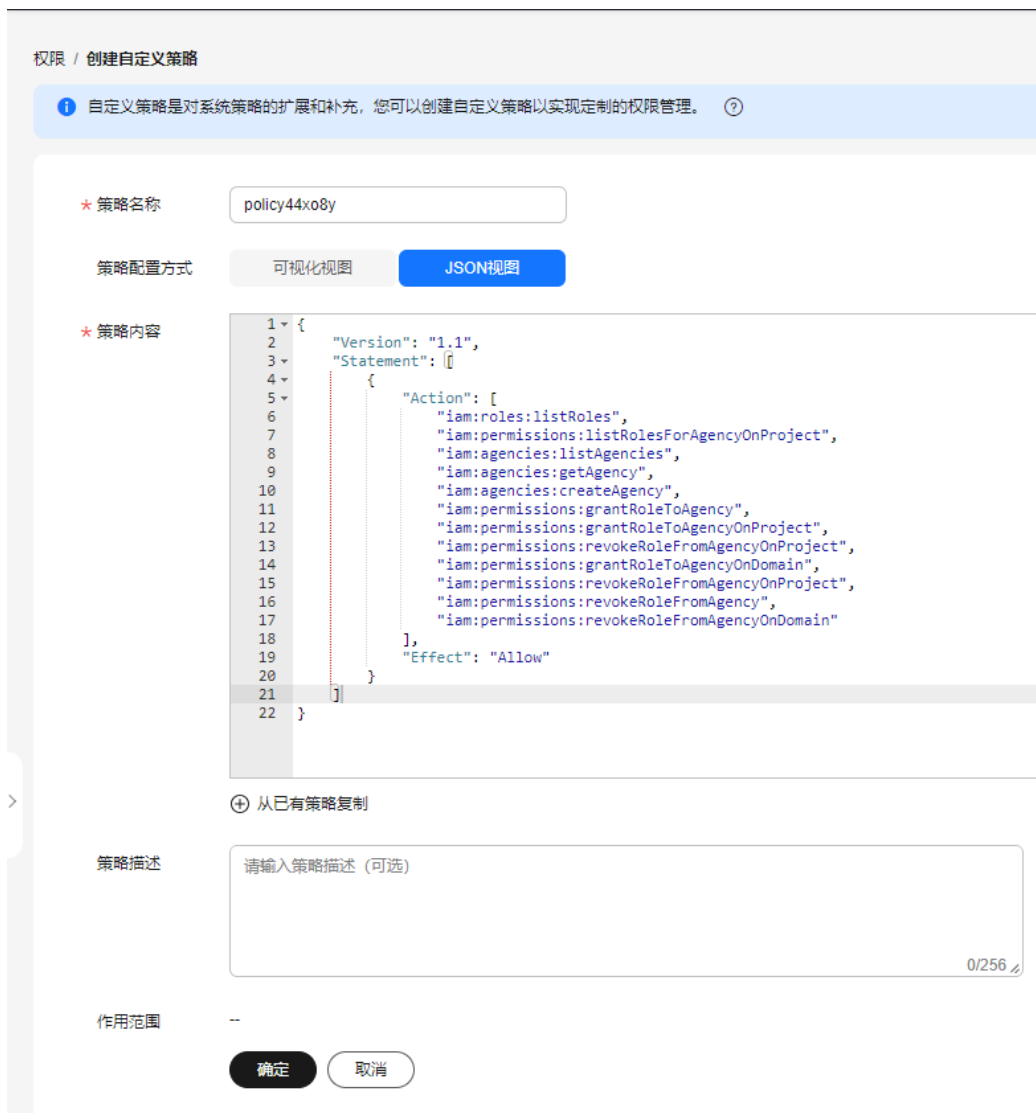 权限 / 创建自定义策略
自定义策略是对系统策略的扩展和补充，您可以创建自定义策略以实现定制的权限管理。
* 策略名称
policy44xo8y
策略配置方式
可视化视图
JSON视图
* 策略内容
1 {
2 "Version": "1.1",
3 "Statement": [
4 {
5 "Action": [
6 "iam:roles:listRoles",
7 "iam:permissions:listRolesForAgencyOnProject",
8 "iam:agencies:listAgencies",
9 "iam:agencies:getAgency",
10 "iam:agencies:createAgency",
11 "iam:permissions:grantRoleToAgency",
12 "iam:permissions:grantRoleToAgencyOnProject",
13 "iam:permissions:revokeRoleFromAgencyOnProject",
14 "iam:permissions:grantRoleToAgencyOnDomain",
15 "iam:permissions:revokeRoleFromAgencyOnProject",
16 "iam:permissions:revokeRoleFromAgency",
17 "iam:permissions:revokeRoleFromAgencyOnDomain"
18 ],
19 "Effect": "Allow"
20 }
21 ]
22 }
从已有策略复制
策略描述
请输入策略描述（可选）
0/256
作用范围
--
确定
取消